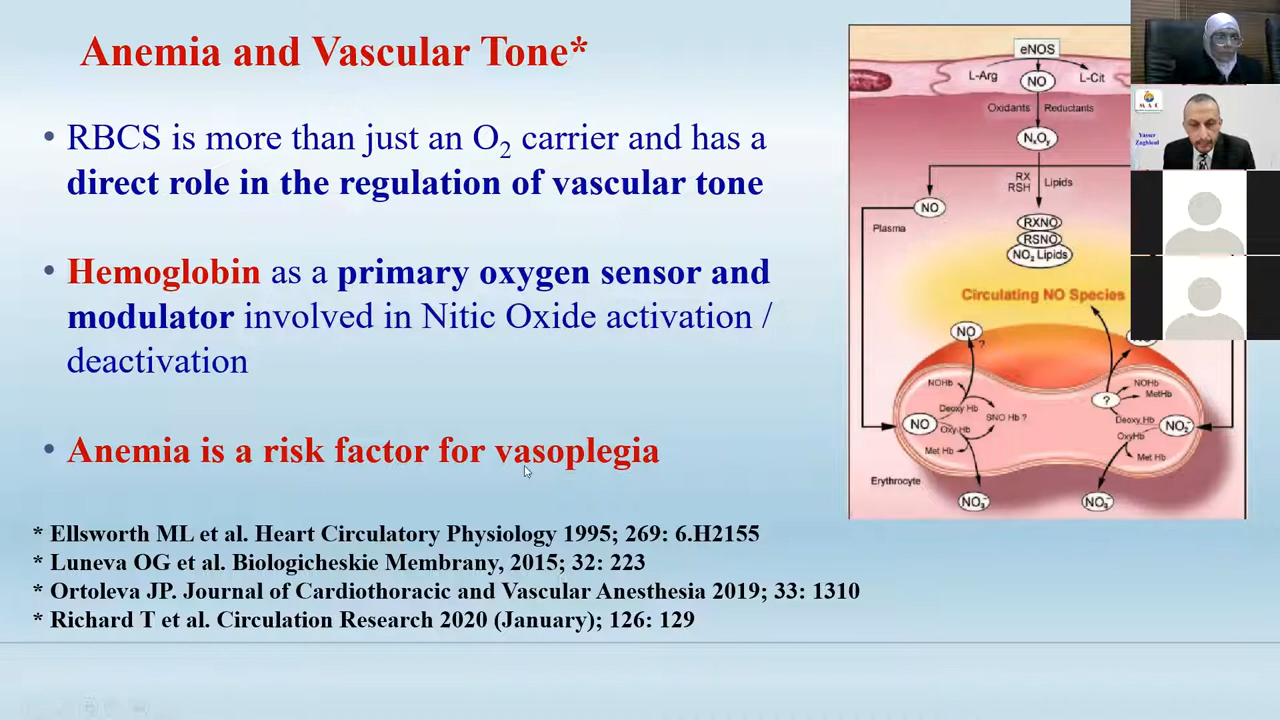 Anemia and Vascular Tone*
• RBCS is more than just an O2 carrier and has a
direct role in the regulation of vascular tone
• Hemoglobin as a primary oxygen sensor and
modulator involved in Nitic Oxide activation /
deactivation
• Anemia is a risk factor for vasoplegia
* Ellsworth ML et al. Heart Circulatory Physiology 1995; 269: 6.H2155
* Luneva OG et al. Biologicheskie Membrany, 2015; 32: 223
* Ortoleva JP. Journal of Cardiothoracic and Vascular Anesthesia 2019; 33: 1310
* Richard T et al. Circulation Research 2020 (January); 126: 129
eNOS
L-Arg
NO
L-Cit
Oxidants
Reductants
NxOy
RX
RSH
Lipids
NO
Plasma
RXNO
RSNO
NO2 Lipids
Circulating NO Species
NO
?
NOHb
Deoxy Hb
SNO Hb ?
NO
Oxy Hb
Met Hb
?
NOHb
MetHb
Deoxy Hb
NO2-
OxyHb
Met Hb
Erythrocyte
NO3-
NO3-
MAC
Yasser
Zaghloul